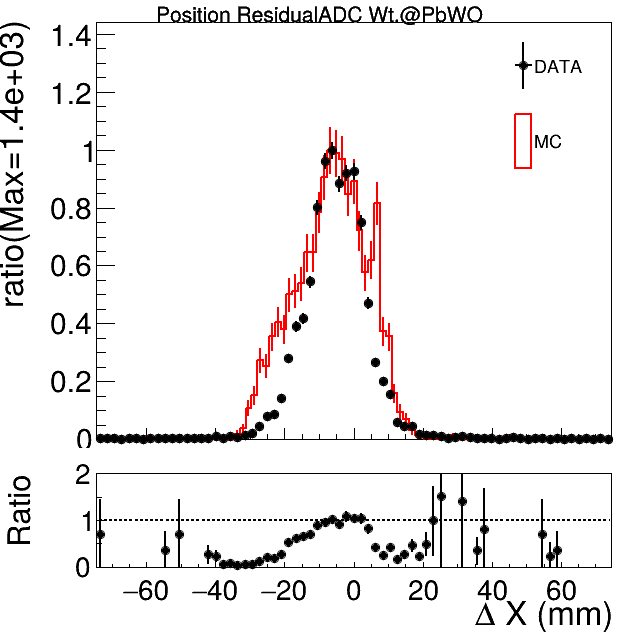 Position ResidualADC Wt.@PbWO
ratio(Max=1.4e+03)
1.4
1.2
1
0.8
0.6
0.4
0.2
0
DATA
MC
Ratio
2
1
0
−60 −40 −20 0 20 40 60
Δ X (mm)